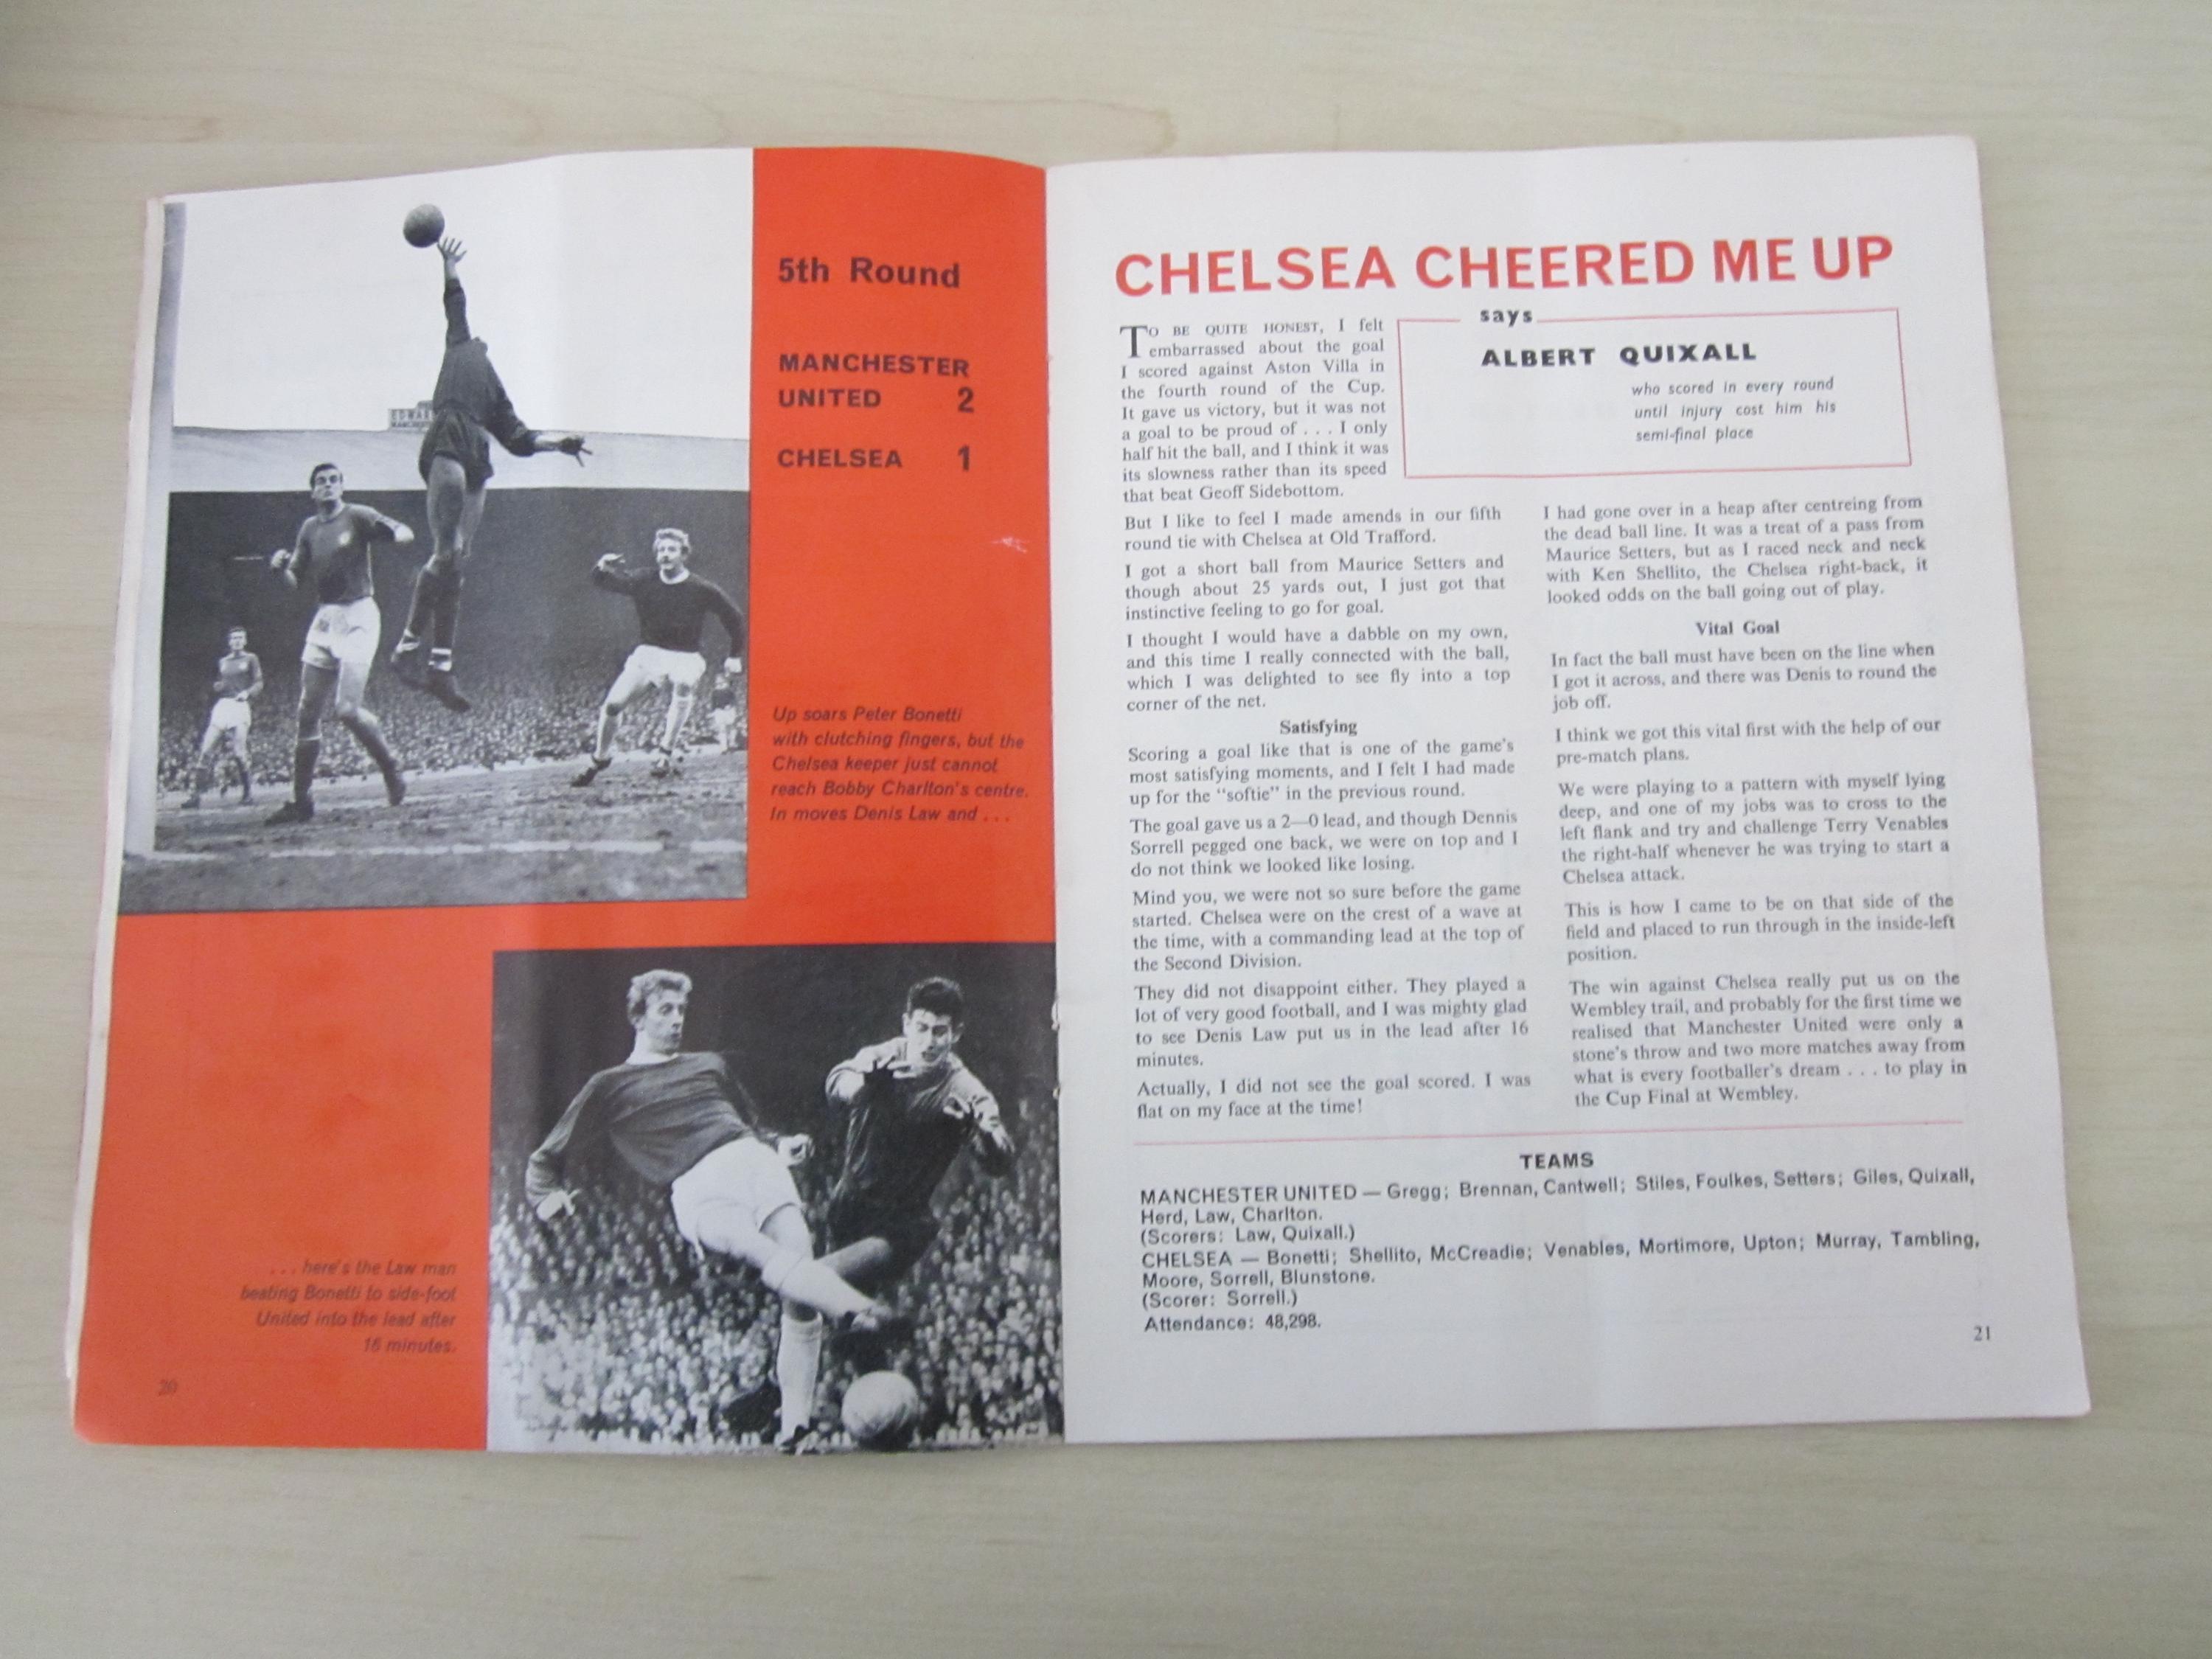 EDWAR
MANCHESTER
5th Round
MANCHESTER
UNITED 2
CHELSEA 1
Up soars Peter Bonetti
with clutching fingers, but the
Chelsea keeper just cannot
reach Bobby Charlton's centre.
In moves Denis Law and . . .
. . . here's the Law man
beating Bonetti to side-foot
United into the lead after
16 minutes.
20
CHELSEA CHEERED ME UP
says
ALBERT QUIXALL
who scored in every round
until injury cost him his
semi-final place
TO BE QUITE HONEST, I felt
embarrassed about the goal
I scored against Aston Villa in
the fourth round of the Cup.
It gave us victory, but it was not
a goal to be proud of . . . I only
half hit the ball, and I think it was
its slowness rather than its speed
that beat Geoff Sidebottom.
But I like to feel I made amends in our fifth
round tie with Chelsea at Old Trafford.
I got a short ball from Maurice Setters and
though about 25 yards out, I just got that
instinctive feeling to go for goal.
I thought I would have a dabble on my own,
and this time I really connected with the ball,
which I was delighted to see fly into a top
corner of the net.
Satisfying
Scoring a goal like that is one of the game's
most satisfying moments, and I felt I had made
up for the "softie" in the previous round.
The goal gave us a 2—0 lead, and though Dennis
Sorrell pegged one back, we were on top and I
do not think we looked like losing.
Mind you, we were not so sure before the game
started. Chelsea were on the crest of a wave at
the time, with a commanding lead at the top of
the Second Division.
They did not disappoint either. They played a
lot of very good football, and I was mighty glad
to see Denis Law put us in the lead after 16
minutes.
Actually, I did not see the goal scored. I was
flat on my face at the time!
I had gone over in a heap after centreing from
the dead ball line. It was a treat of a pass from
Maurice Setters, but as I raced neck and neck
with Ken Shellito, the Chelsea right-back, it
looked odds on the ball going out of play.
Vital Goal
In fact the ball must have been on the line when
I got it across, and there was Denis to round the
job off.
I think we got this vital first with the help of our
pre-match plans.
We were playing to a pattern with myself lying
deep, and one of my jobs was to cross to the
left flank and try and challenge Terry Venables
the right-half whenever he was trying to start a
Chelsea attack.
This is how I came to be on that side of the
field and placed to run through in the inside-left
position.
The win against Chelsea really put us on the
Wembley trail, and probably for the first time we
realised that Manchester United were only a
stone's throw and two more matches away from
what is every footballer's dream . . . to play in
the Cup Final at Wembley.
TEAMS
MANCHESTER UNITED — Gregg; Brennan, Cantwell; Stiles, Foulkes, Setters; Giles, Quixall,
Herd, Law, Charlton.
(Scorers: Law, Quixall.)
CHELSEA — Bonetti; Shellito, McCreadie; Venables, Mortimore, Upton; Murray, Tambling,
Moore, Sorrell, Blunstone.
(Scorer: Sorrell.)
Attendance: 48,298.
21